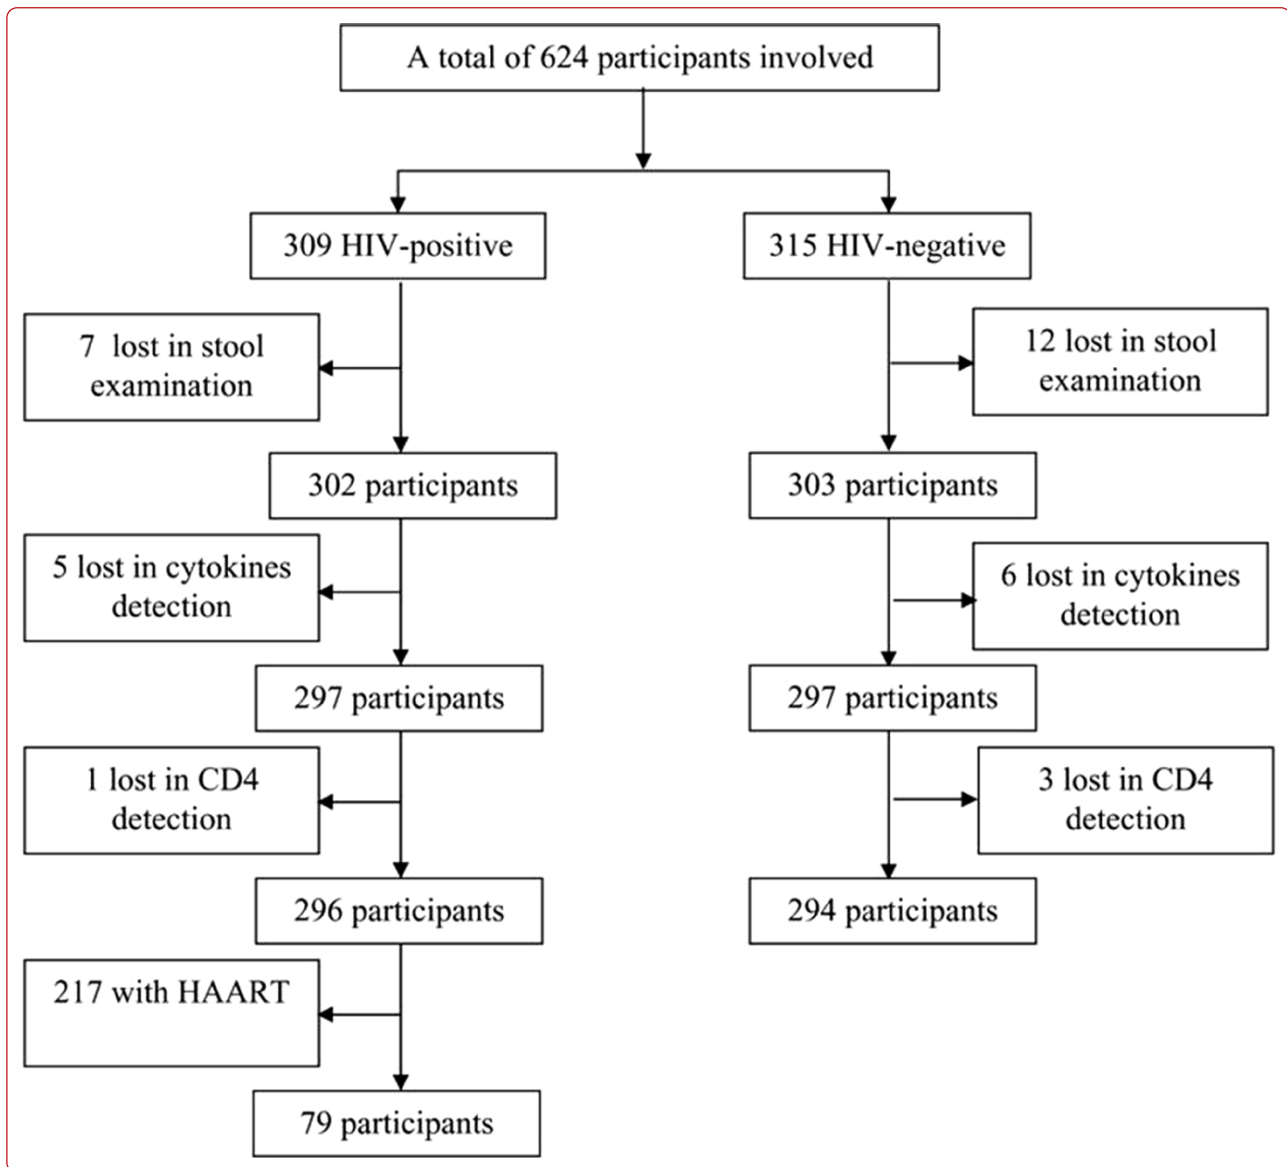 A total of 624 participants involved
309 HIV-positive
315 HIV-negative
7 lost in stool
examination
12 lost in stool
examination
302 participants
303 participants
5 lost in cytokines
detection
6 lost in cytokines
detection
297 participants
297 participants
1 lost in CD4
detection
3 lost in CD4
detection
296 participants
294 participants
217 with HAART
79 participants